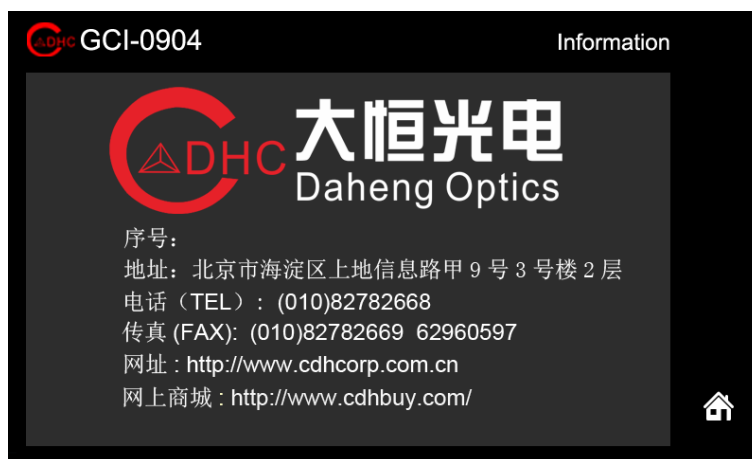 CDHC GCI-0904 Information
CDHC 大恒光电
Daheng Optics
序号：
地址：北京市海淀区上地信息路甲 9 号 3 号楼 2 层
电话（TEL）: (010)82782668
传真 (FAX): (010)82782669 62960597
网址 : http://www.cdhcorp.com.cn
网上商城 : http://www.cdhbuy.com/